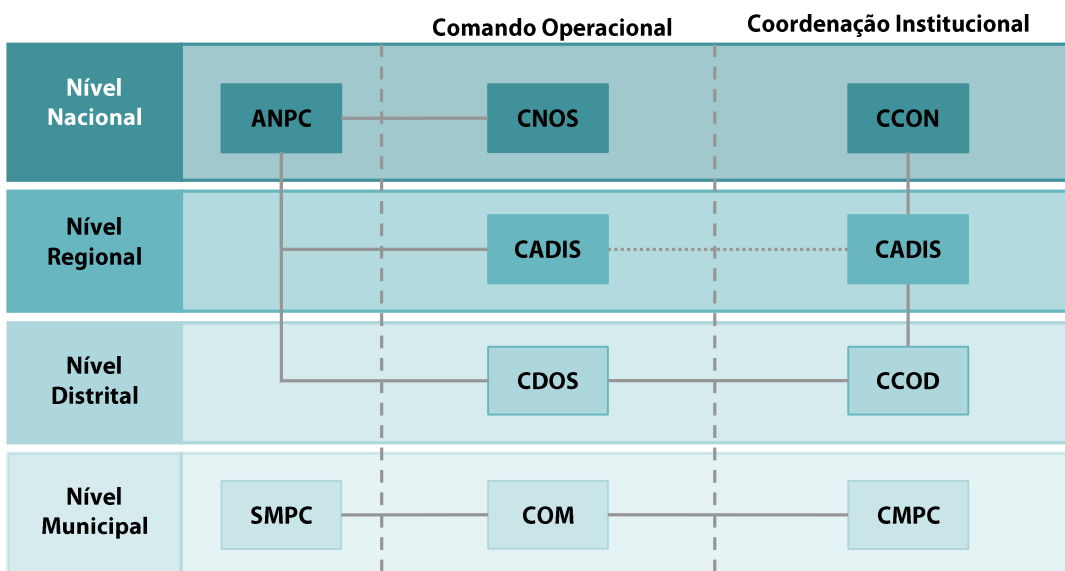 Comando Operacional
Coordenação Institucional
Nível
Nacional
ANPC
CNOS
CCON
Nível
Regional
CADIS
CADIS
Nível
Distrital
CDOS
CCOD
Nível
Municipal
SMPC
COM
CMPC